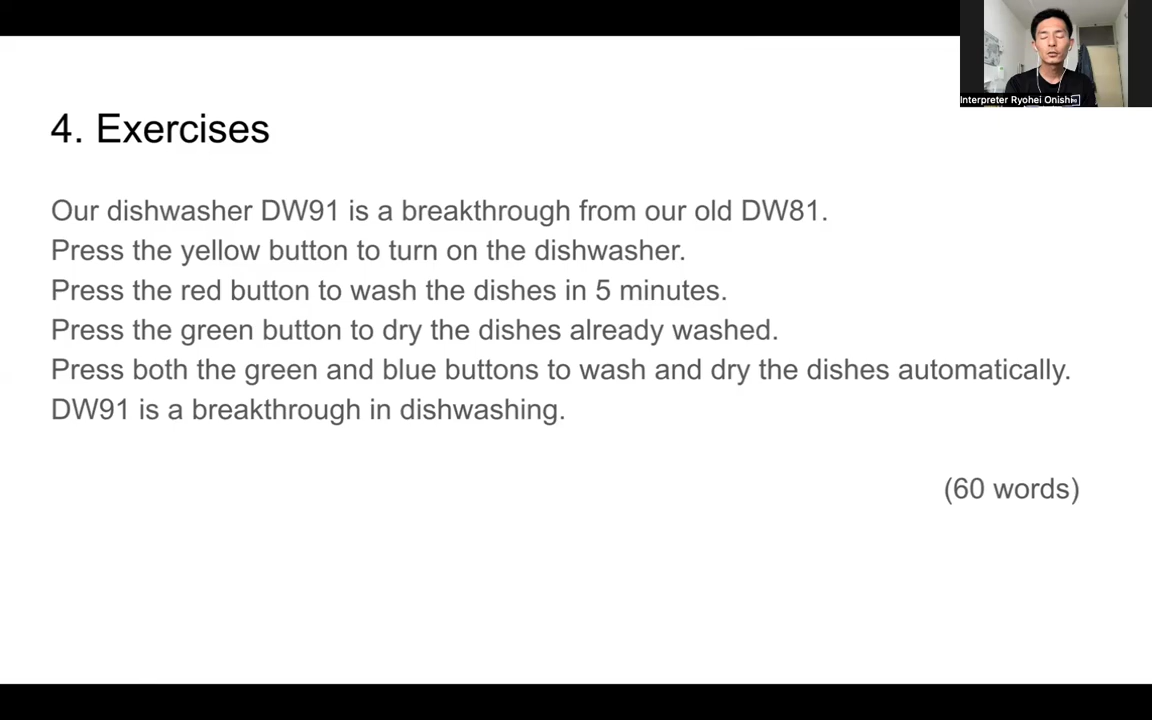 Interpreter Ryohei Onishi
4. Exercises
Our dishwasher DW91 is a breakthrough from our old DW81.
Press the yellow button to turn on the dishwasher.
Press the red button to wash the dishes in 5 minutes.
Press the green button to dry the dishes already washed.
Press both the green and blue buttons to wash and dry the dishes automatically.
DW91 is a breakthrough in dishwashing.
(60 words)